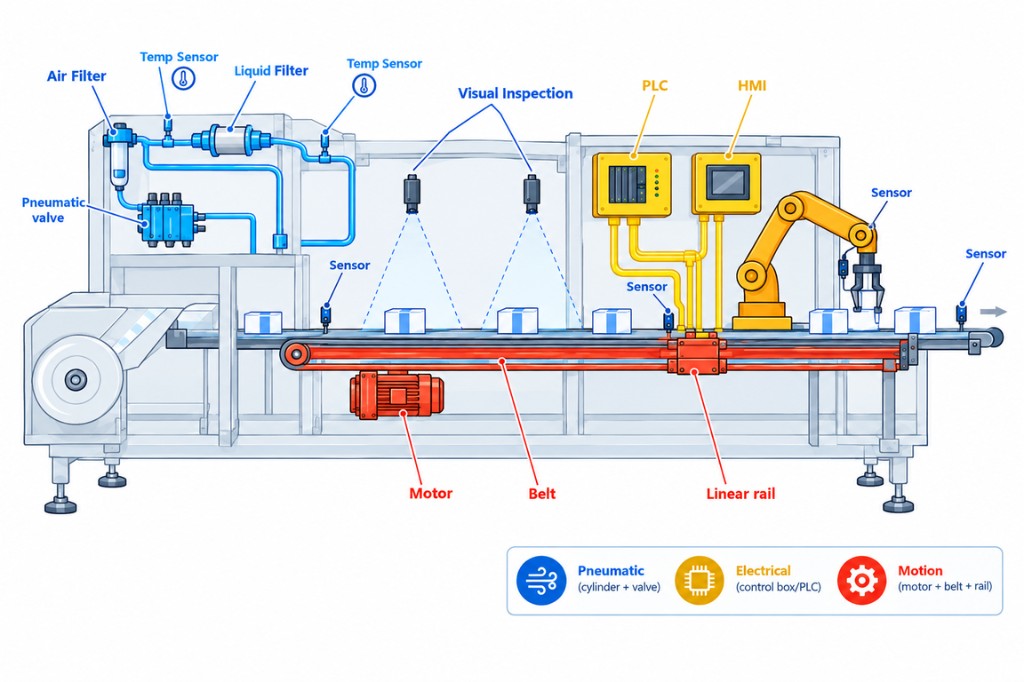 Temp Sensor
Air Filter
Liquid Filter
Temp Sensor
Visual Inspection
PLC
HMI
Pneumatic
valve
Sensor
Sensor
Sensor
Sensor
Motor
Belt
Linear rail
Pneumatic
(cylinder + valve)
Electrical
(control box/PLC)
Motion
(motor + belt + rail)